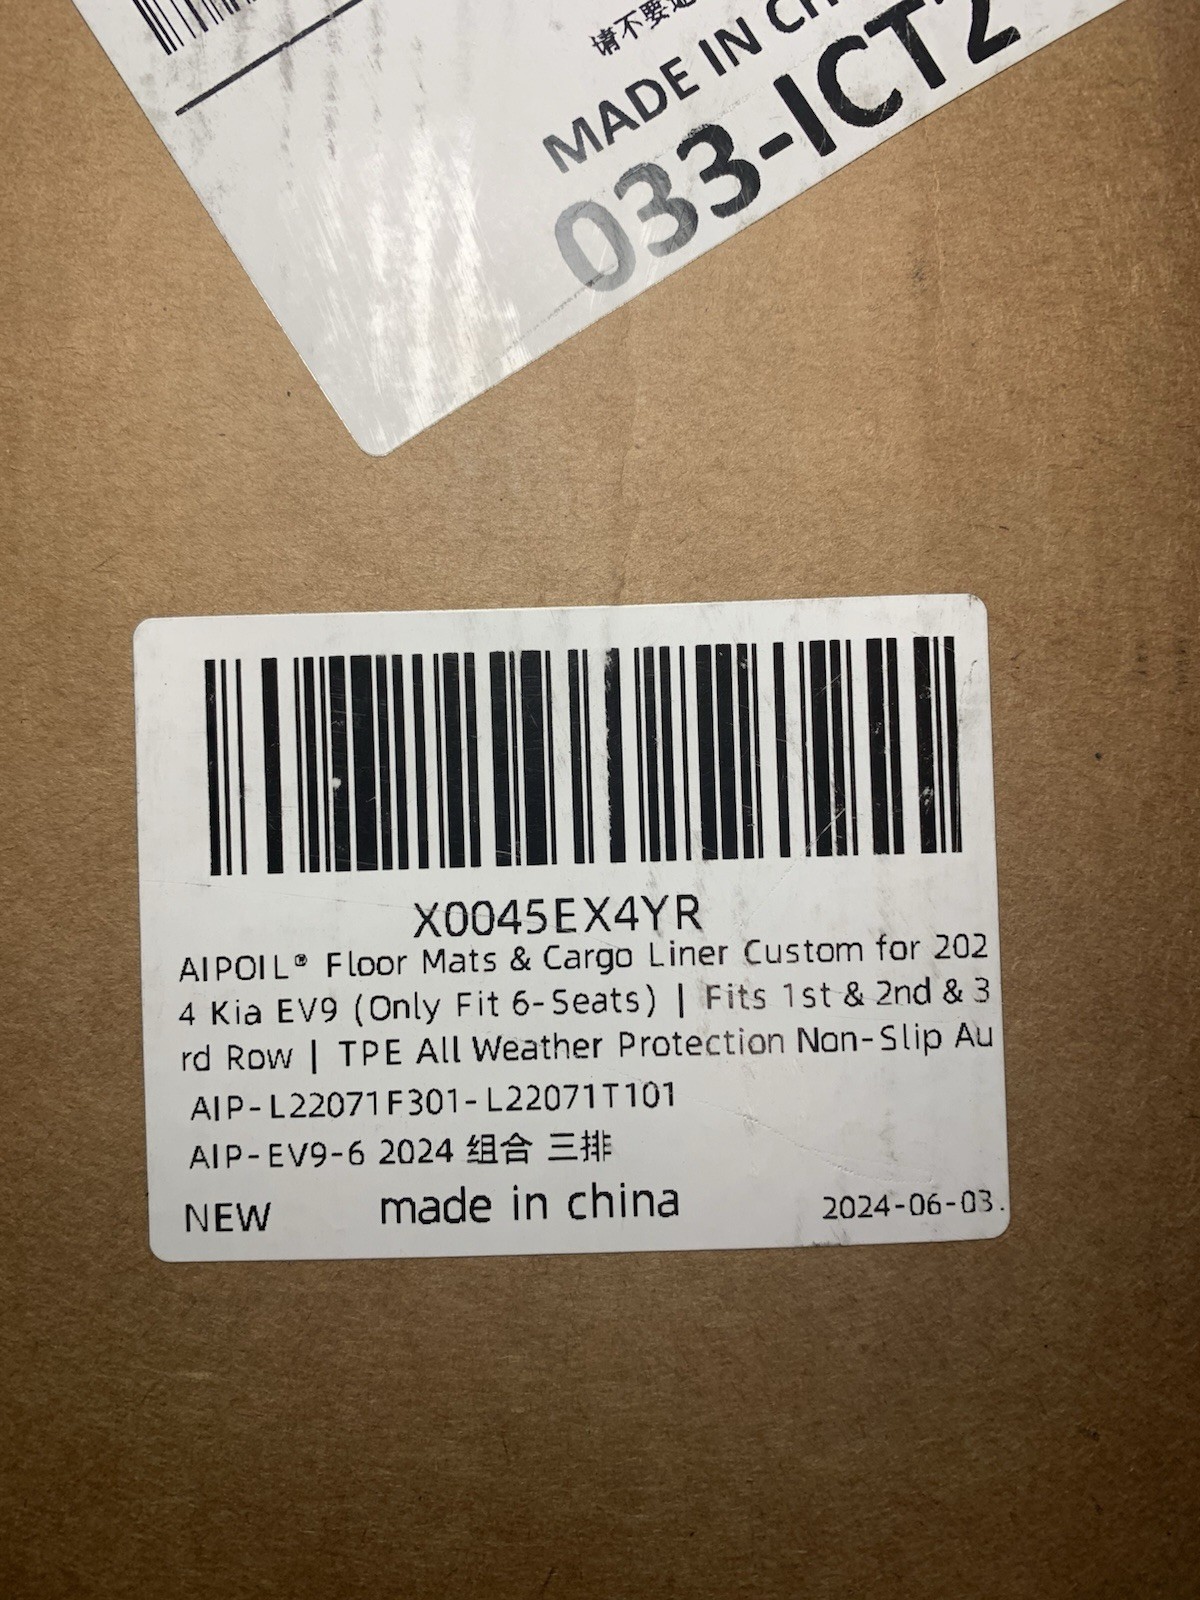 请不要
MADE IN
033-ICT2
X0045EX4YR
AIPOIL® Floor Mats & Cargo Liner Custom for 202
4 Kia EV9 (Only Fit 6-Seats) | Fits 1st & 2nd & 3
rd Row | TPE All Weather Protection Non-Slip Au
AIP-L22071F301-L22071T101
AIP-EV9-6 2024 组合 三排
NEW made in china 2024-06-03.